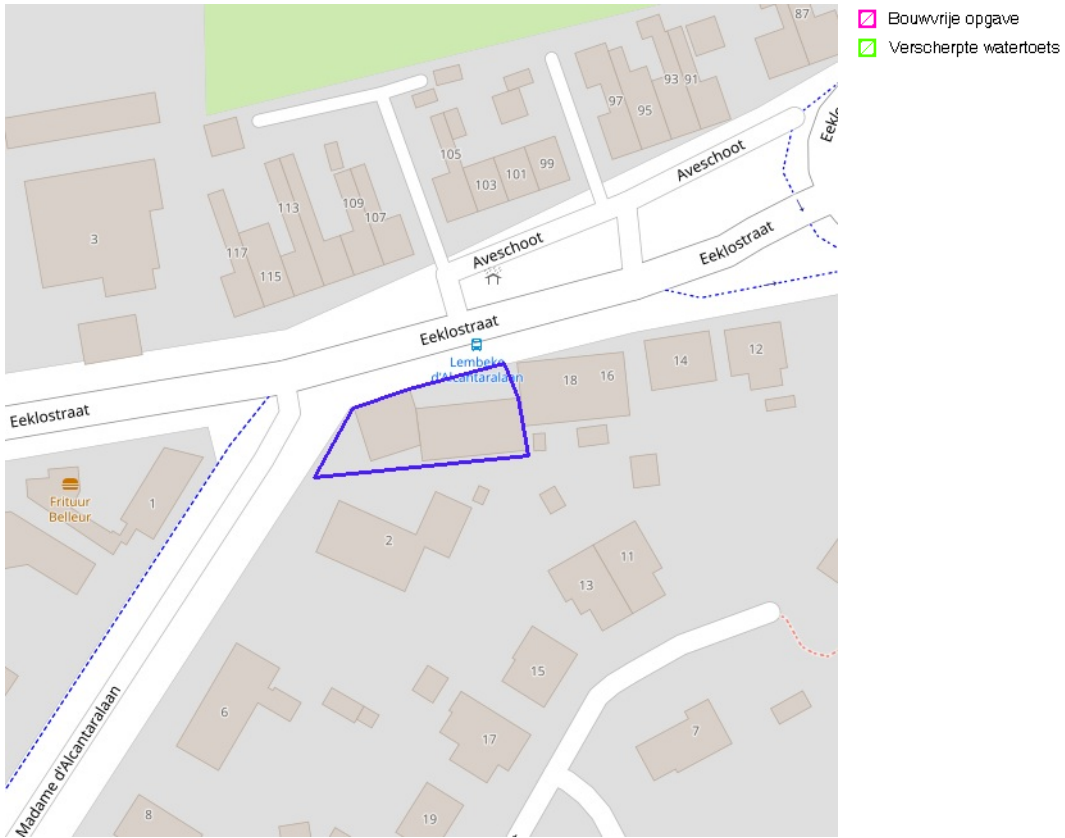 Bouwvrije opgave
Verscherpte watertoets
87
93
91
97
95
Aveschoot
105
103
101
99
113
109
107
117
115
3
Aveschoot
Eeklostraat
Eeklostraat
Lembeke
d'Alcantaralaan
14
12
18
16
Eeklostraat
Frituur
Belleur
1
2
11
13
15
6
17
7
Madame d'Alcantaralaan
8
19